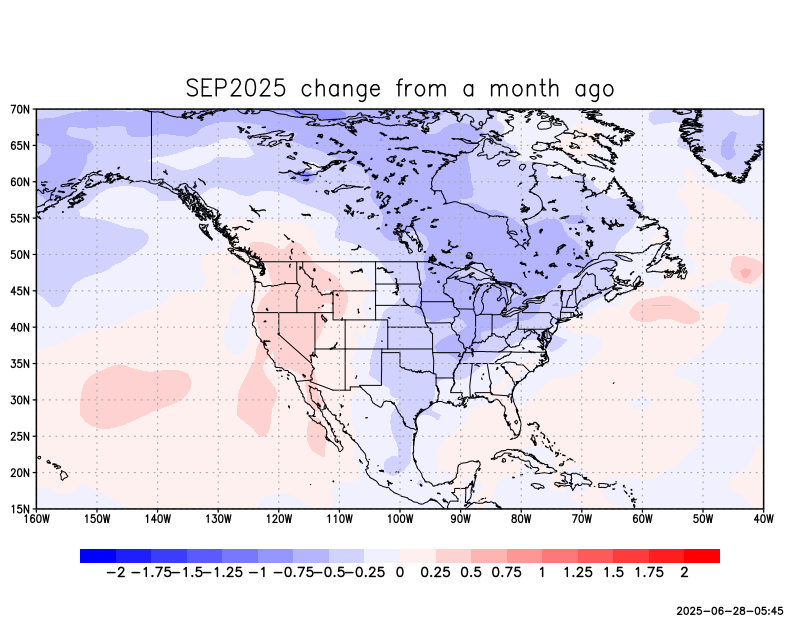 SEP2025 change from a month ago
70N
65N
60N
55N
50N
45N
40N
35N
30N
25N
20N
15N
160W 150W 140W 130W 120W 110W 100W 90W 80W 70W 60W 50W 40W
-2 -1.75 -1.5 -1.25 -1 -0.75 -0.5 -0.25 0 0.25 0.5 0.75 1 1.25 1.5 1.75 2
2025-06-28-05:45